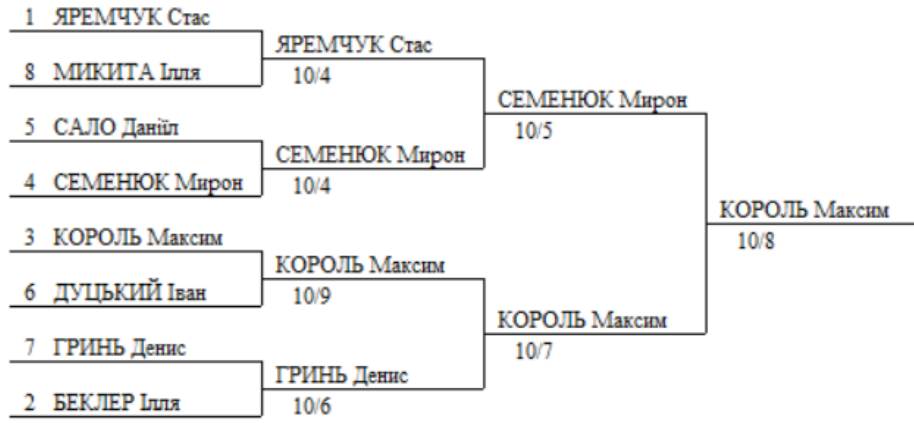 1 ЯРЕМЧУК Стас
8 МИКИТА Ілля
5 САЛО Даніїл
4 СЕМЕНЮК Мирон
3 КОРОЛЬ Максим
6 ДУЦЬКИЙ Іван
7 ГРИНЬ Денис
2 БЕКЛЕР Ілля
ЯРЕМЧУК Стас
10/4
СЕМЕНЮК Мирон
10/4
КОРОЛЬ Максим
10/9
ГРИНЬ Денис
10/6
СЕМЕНЮК Мирон
10/5
КОРОЛЬ Максим
10/7
КОРОЛЬ Максим
10/8